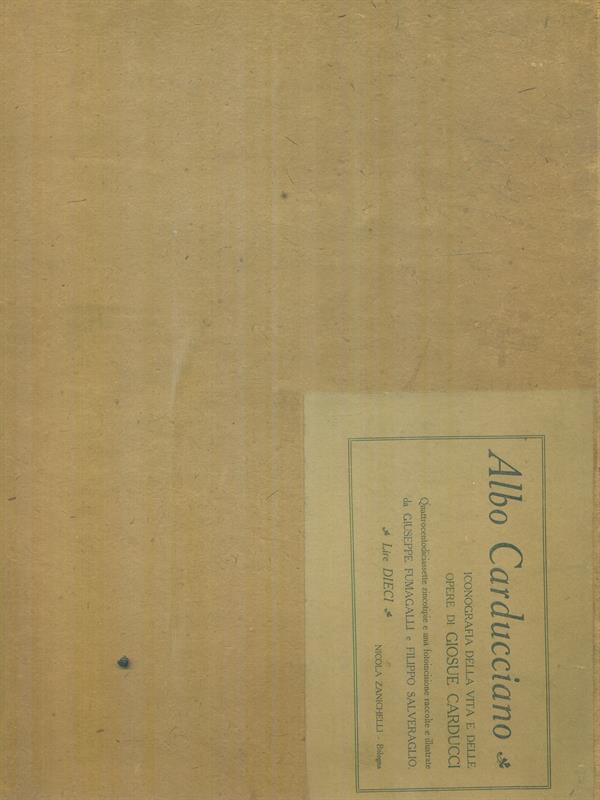 Albo Carducciano
ICONOGRAFIA DELLA VITA E DELLE
OPERE DI GIOSUE CARDUCCI
Quattrocentodiciassette zincotipie e una fotoincisione raccolte e illustrate
da GIUSEPPE FUMAGALLI e FILIPPO SALVERAGLIO.
Lire DIECI
NICOLA ZANICHELLI - Bologna